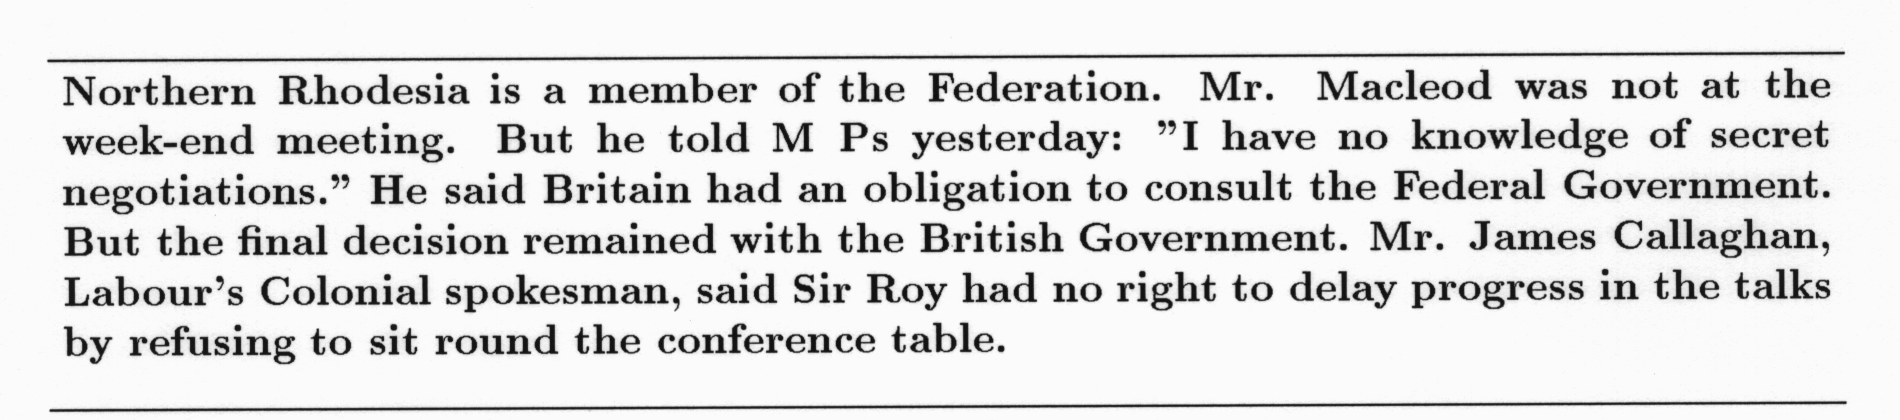 Northern Rhodesia is a member of the Federation. Mr. Macleod was not at the
week-end meeting. But he told M Ps yesterday: ”I have no knowledge of secret
negotiations.” He said Britain had an obligation to consult the Federal Government.
But the final decision remained with the British Government. Mr. James Callaghan,
Labour’s Colonial spokesman, said Sir Roy had no right to delay progress in the talks
by refusing to sit round the conference table.